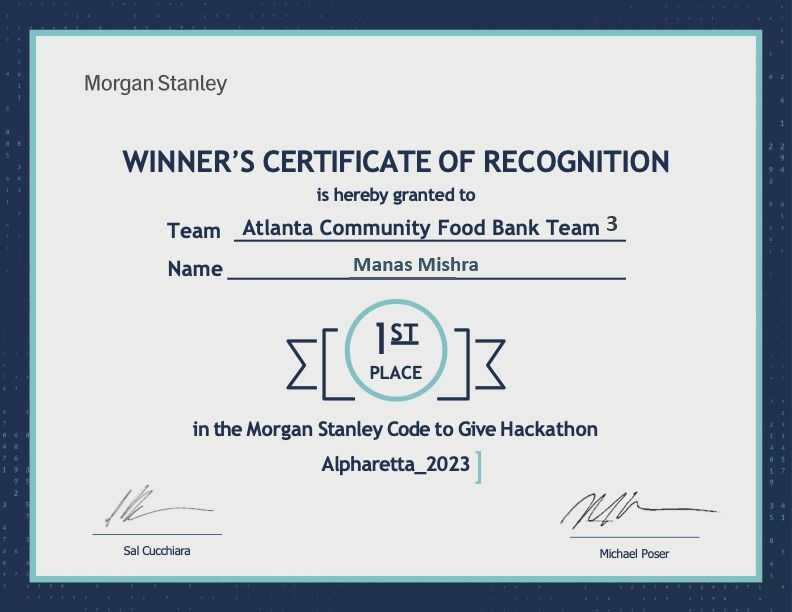 Morgan Stanley
WINNER’S CERTIFICATE OF RECOGNITION
is hereby granted to
Team Atlanta Community Food Bank Team 3
Name Manas Mishra
1ST
PLACE
in the Morgan Stanley Code to Give Hackathon
Alpharetta_2023 ]
Sal Cucchiara
Michael Poser